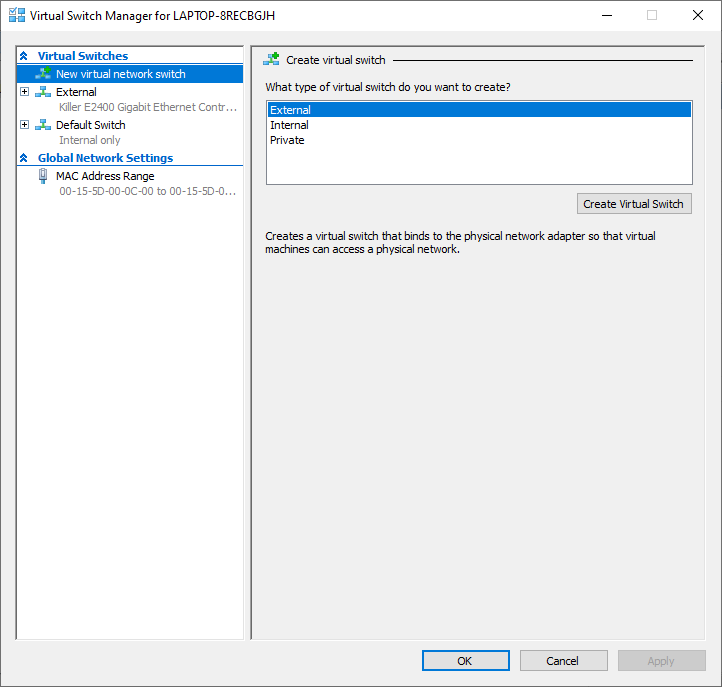 Virtual Switch Manager for LAPTOP-8RECBGJH
Virtual Switches
New virtual network switch
External
Killer E2400 Gigabit Ethernet Contr...
Default Switch
Internal only
Global Network Settings
MAC Address Range
00-15-5D-00-0C-00 to 00-15-5D-0...
Create virtual switch
What type of virtual switch do you want to create?
External
Internal
Private
Create Virtual Switch
Creates a virtual switch that binds to the physical network adapter so that virtual
machines can access a physical network.
OK
Cancel
Apply